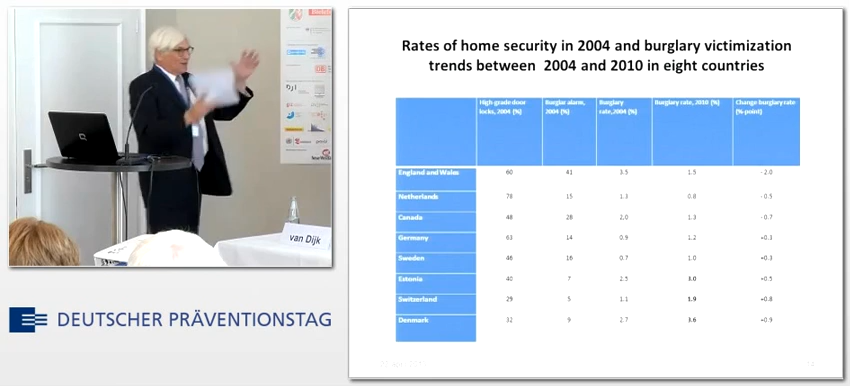 van Dijk
DEUTSCHER PRÄVENTIONSTAG
Rates of home security in 2004 and burglary victimization
trends between 2004 and 2010 in eight countries
High grade door locks, 2004 (%) Burglar alarm, 2004 (%) Burglary rate,2004 (%) Burglary rate, 2010 (%) Change burglary rate (%-point)
England and Wales 60 41 3.5 1.5 - 2.0
Netherlands 78 15 1.3 0.8 - 0.5
Canada 48 28 2.0 1.3 - 0.7
Germany 63 14 0.9 1.2 +0.3
Sweden 46 16 0.7 1.0 +0.3
Estonia 40 7 2.5 3.0 +0.5
Switzerland 29 5 1.1 1.9 +0.8
Denmark 32 9 2.7 3.6 +0.9